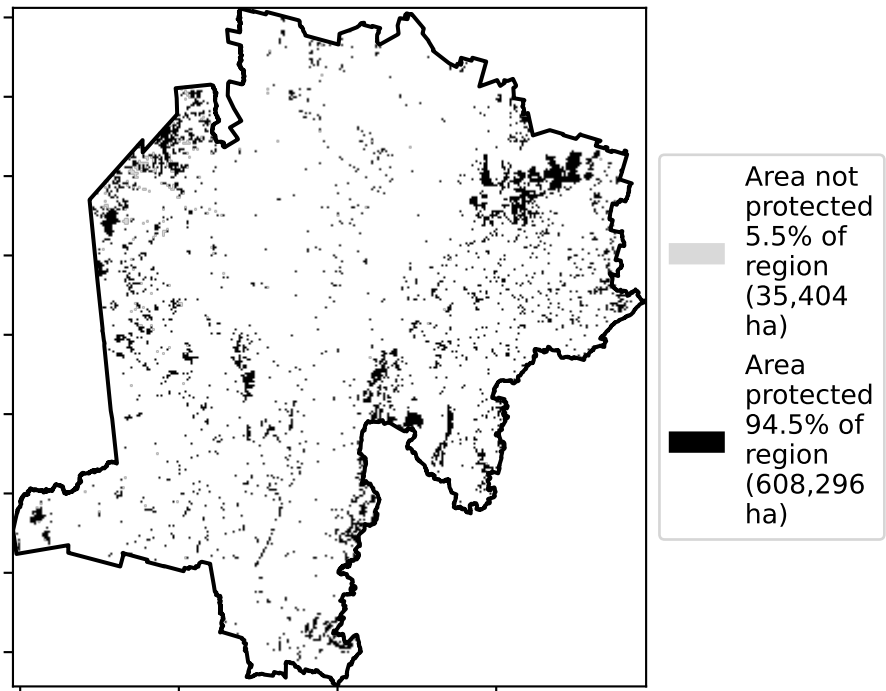 Area not
protected
5.5% of
region
(35,404
ha)
Area
protected
94.5% of
region
(608,296
ha)